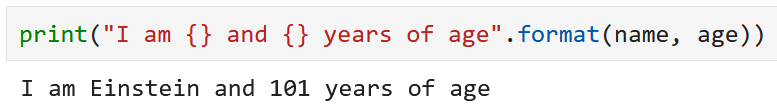 print("I am {} and {} years of age".format(name, age))
I am Einstein and 101 years of age